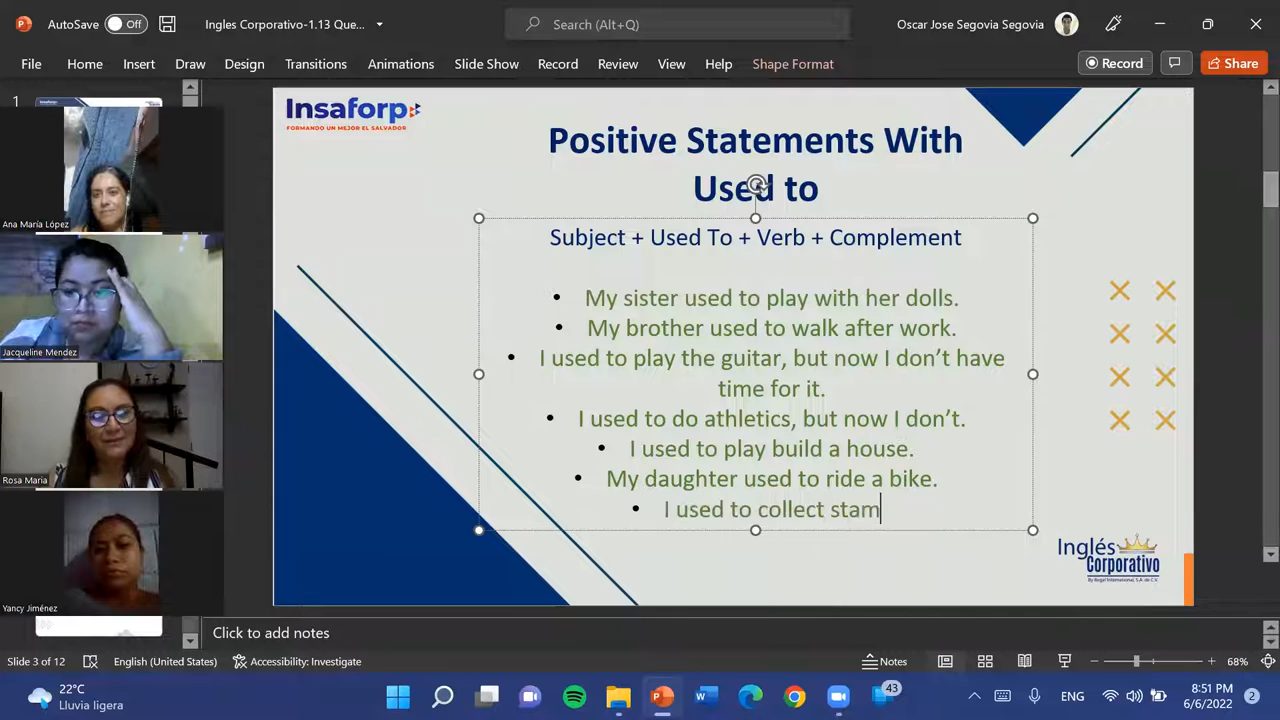 AutoSave Off Ingles Corporativo-1.13 Que... Search (Alt+Q) Oscar Jose Segovia Segovia
File Home Insert Draw Design Transitions Animations Slide Show Record Review View Help Shape Format Record Share
1
Ana María López
Jacqueline Mendez
Rosa Maria
Yancy Jiménez
Insaforp
FORMANDO UN MEJOR EL SALVADOR
Positive Statements With
Used to
Subject + Used To + Verb + Complement
• My sister used to play with her dolls.
• My brother used to walk after work.
• I used to play the guitar, but now I don't have
time for it.
• I used to do athletics, but now I don't.
• I used to play build a house.
• My daughter used to ride a bike.
• I used to collect stam
Inglés
Corporativo
By Regal International, S.A. de C.V.
Click to add notes
Slide 3 of 12 English (United States) Accessibility: Investigate Notes 68%
22°C
Lluvia ligera
43
ENG
8:51 PM
6/6/2022
2